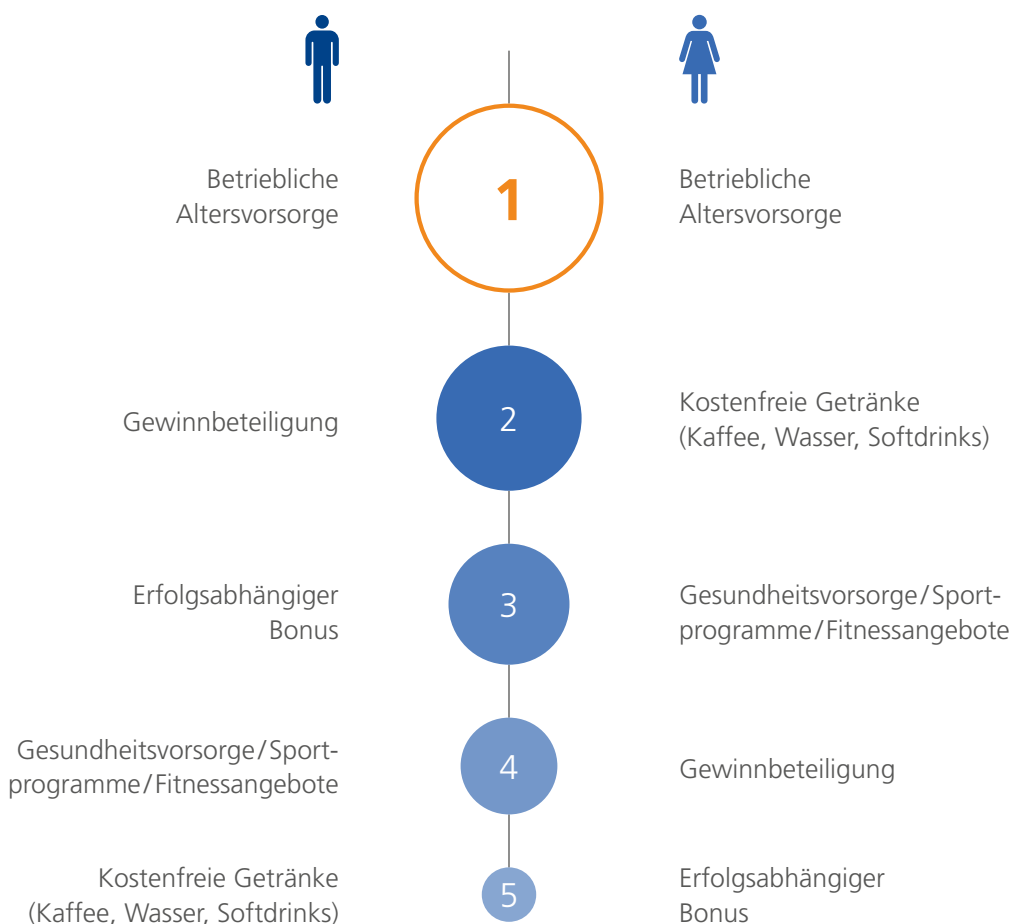 Betriebliche
Altersvorsorge
1
Betriebliche
Altersvorsorge
Gewinnbeteiligung
2
Kostenfreie Getränke
(Kaffee, Wasser, Softdrinks)
Erfolgsabhängiger
Bonus
3
Gesundheitsvorsorge/Sport-
programme/Fitnessangebote
Gesundheitsvorsorge/Sport-
programme/Fitnessangebote
4
Gewinnbeteiligung
Kostenfreie Getränke
(Kaffee, Wasser, Softdrinks)
5
Erfolgsabhängiger
Bonus